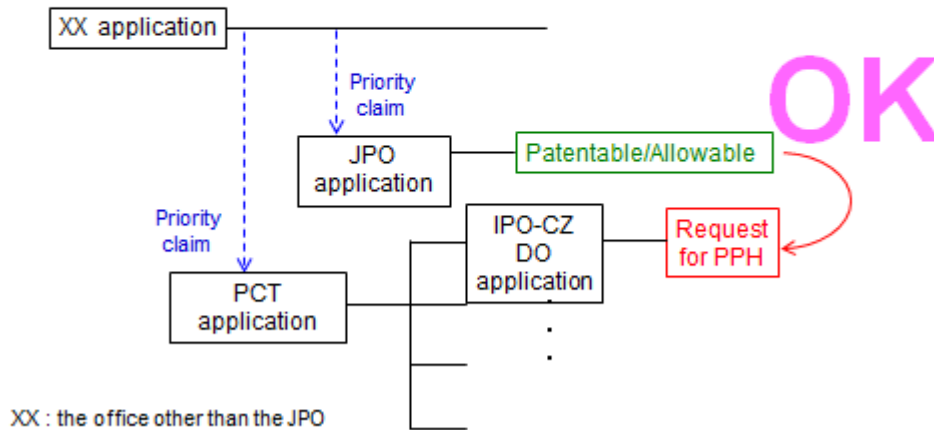 XX application
OK
Priority
claim
JPO
application
Patentable/Allowable
Priority
claim
IPO-CZ
DO
application
Request
for PPH
PCT
application
XX : the office other than the JPO